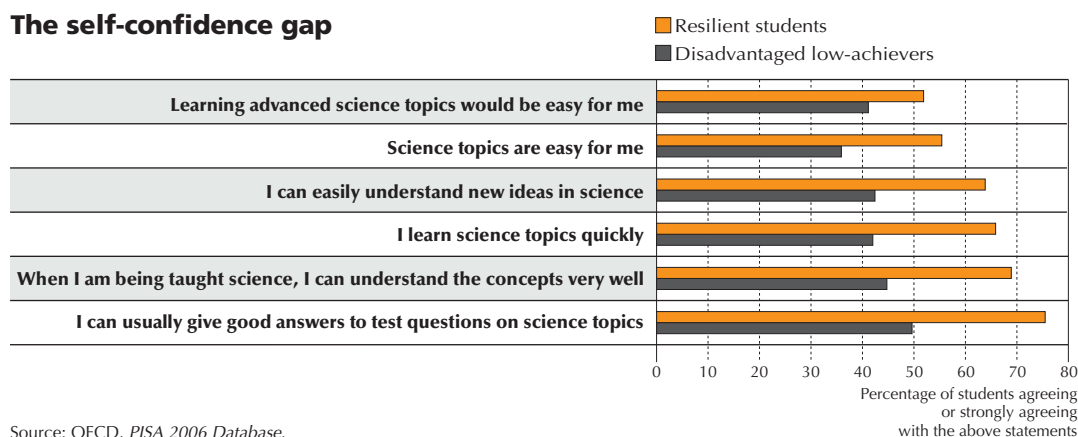 The self-confidence gap
Resilient students
Disadvantaged low-achievers
Learning advanced science topics would be easy for me
Science topics are easy for me
I can easily understand new ideas in science
I learn science topics quickly
When I am being taught science, I can understand the concepts very well
I can usually give good answers to test questions on science topics
0 10 20 30 40 50 60 70 80
Percentage of students agreeing
or strongly agreeing
with the above statements
Source: OECD, PISA 2006 Database.